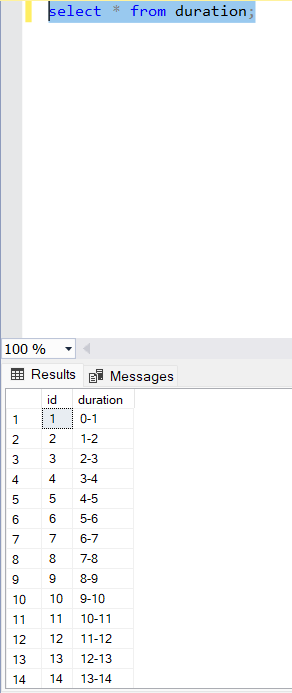 select * from duration;
100 %
Results Messages
id duration
1 1 0-1
2 2 1-2
3 3 2-3
4 4 3-4
5 5 4-5
6 6 5-6
7 7 6-7
8 8 7-8
9 9 8-9
10 10 9-10
11 11 10-11
12 12 11-12
13 13 12-13
14 14 13-14